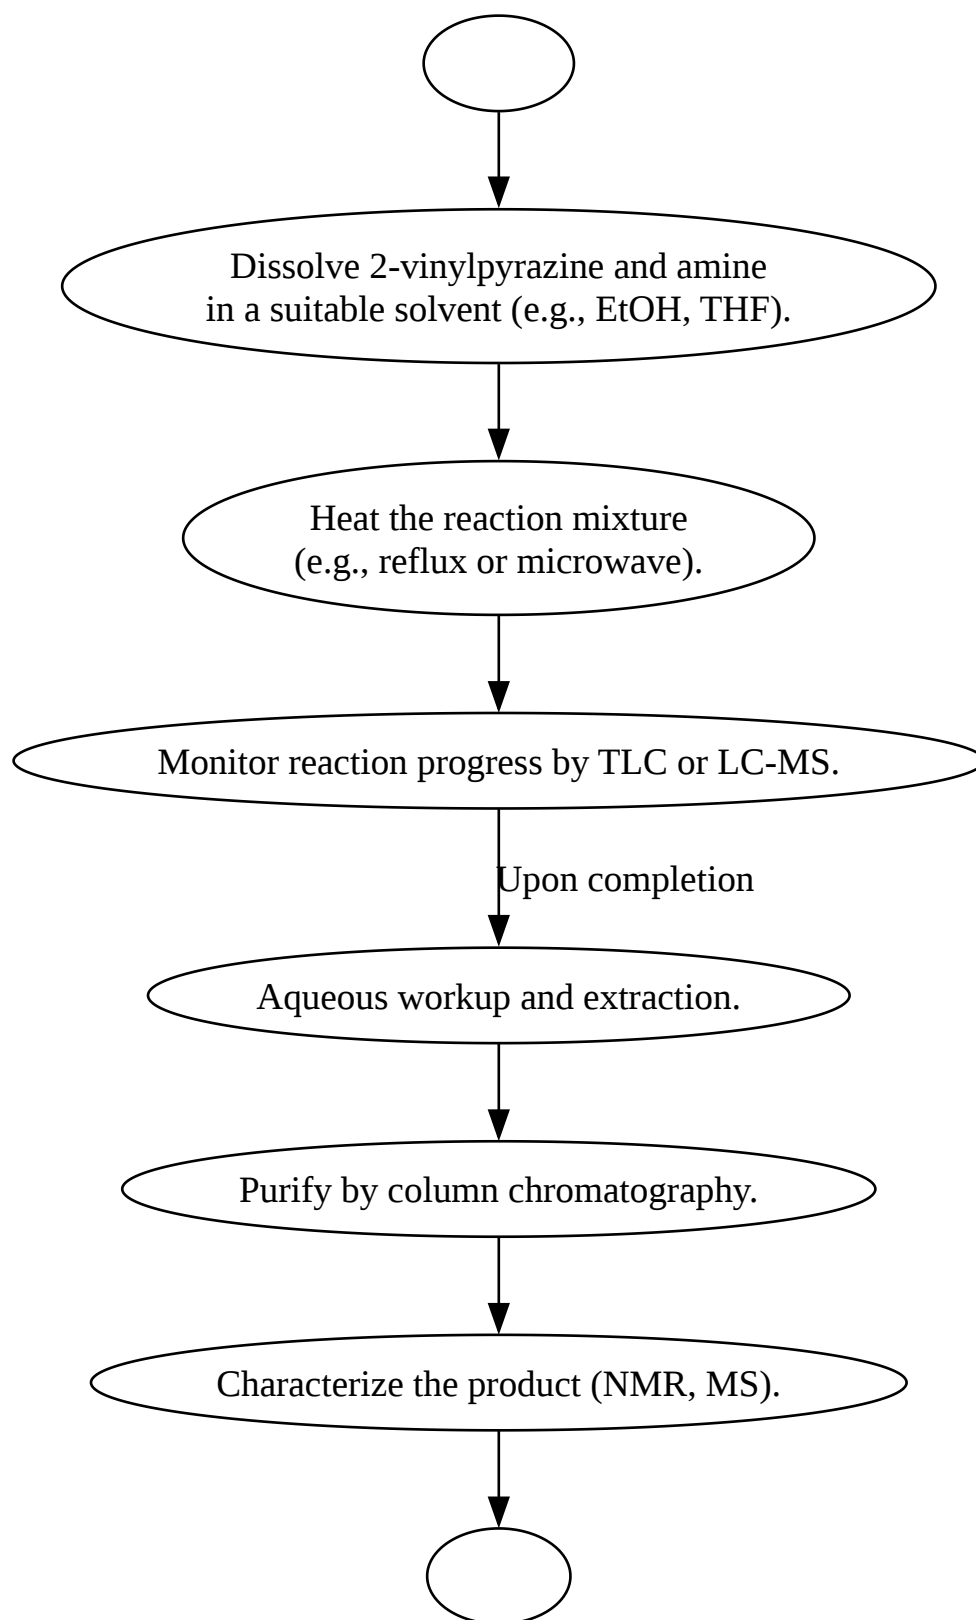 Dissolve 2-vinylpyrazine and amine
in a suitable solvent (e.g., EtOH, THF).
Heat the reaction mixture
(e.g., reflux or microwave).
Monitor reaction progress by TLC or LC-MS.
Upon completion
Aqueous workup and extraction.
Purify by column chromatography.
Characterize the product (NMR, MS).